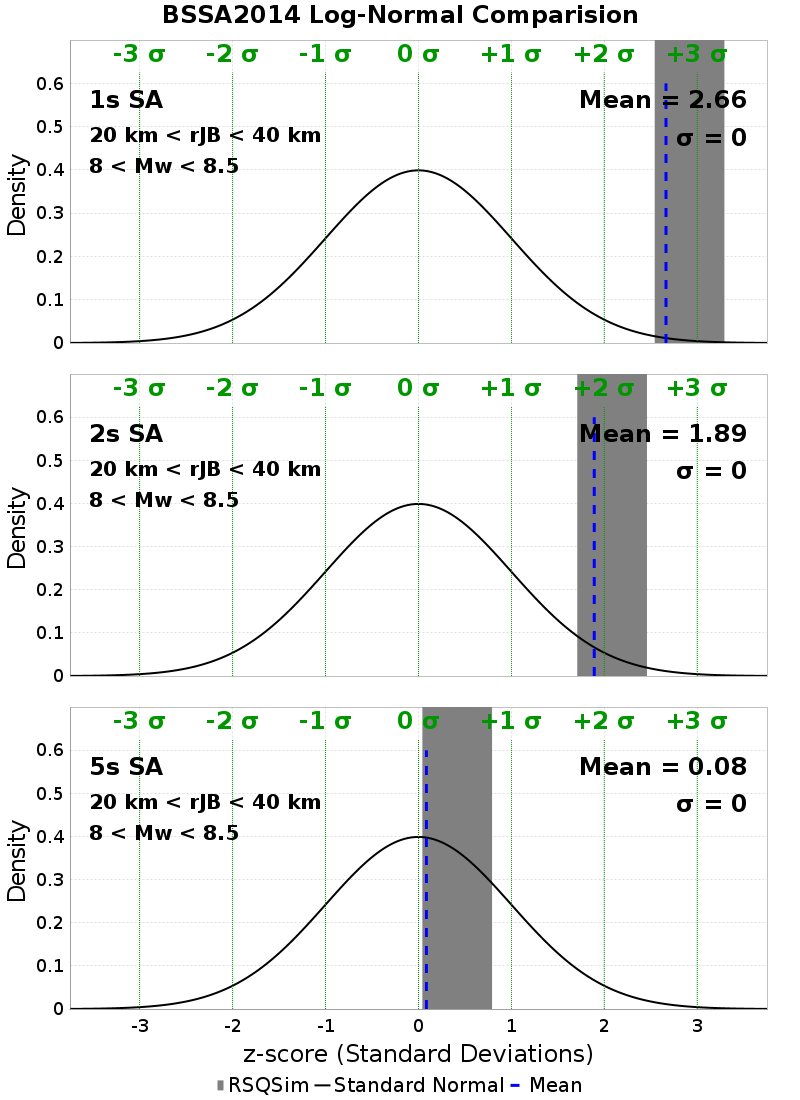 BSSA2014 Log-Normal Comparision
-3 σ -2 σ -1 σ 0 σ +1 σ +2 σ +3 σ
0.6
1s SA Mean = 2.66
0.5
20 km < rJB < 40 km σ = 0
8 < Mw < 8.5
0.4
0.3
0.2
0.1
0
Density
-3 σ -2 σ -1 σ 0 σ +1 σ +2 σ +3 σ
0.6
2s SA Mean = 1.89
0.5
20 km < rJB < 40 km σ = 0
8 < Mw < 8.5
0.4
0.3
0.2
0.1
0
Density
-3 σ -2 σ -1 σ 0 σ +1 σ +2 σ +3 σ
0.6
5s SA Mean = 0.08
0.5
20 km < rJB < 40 km σ = 0
8 < Mw < 8.5
0.4
0.3
0.2
0.1
0
Density
-3 -2 -1 0 1 2 3
z-score (Standard Deviations)
RSQSim Standard Normal Mean